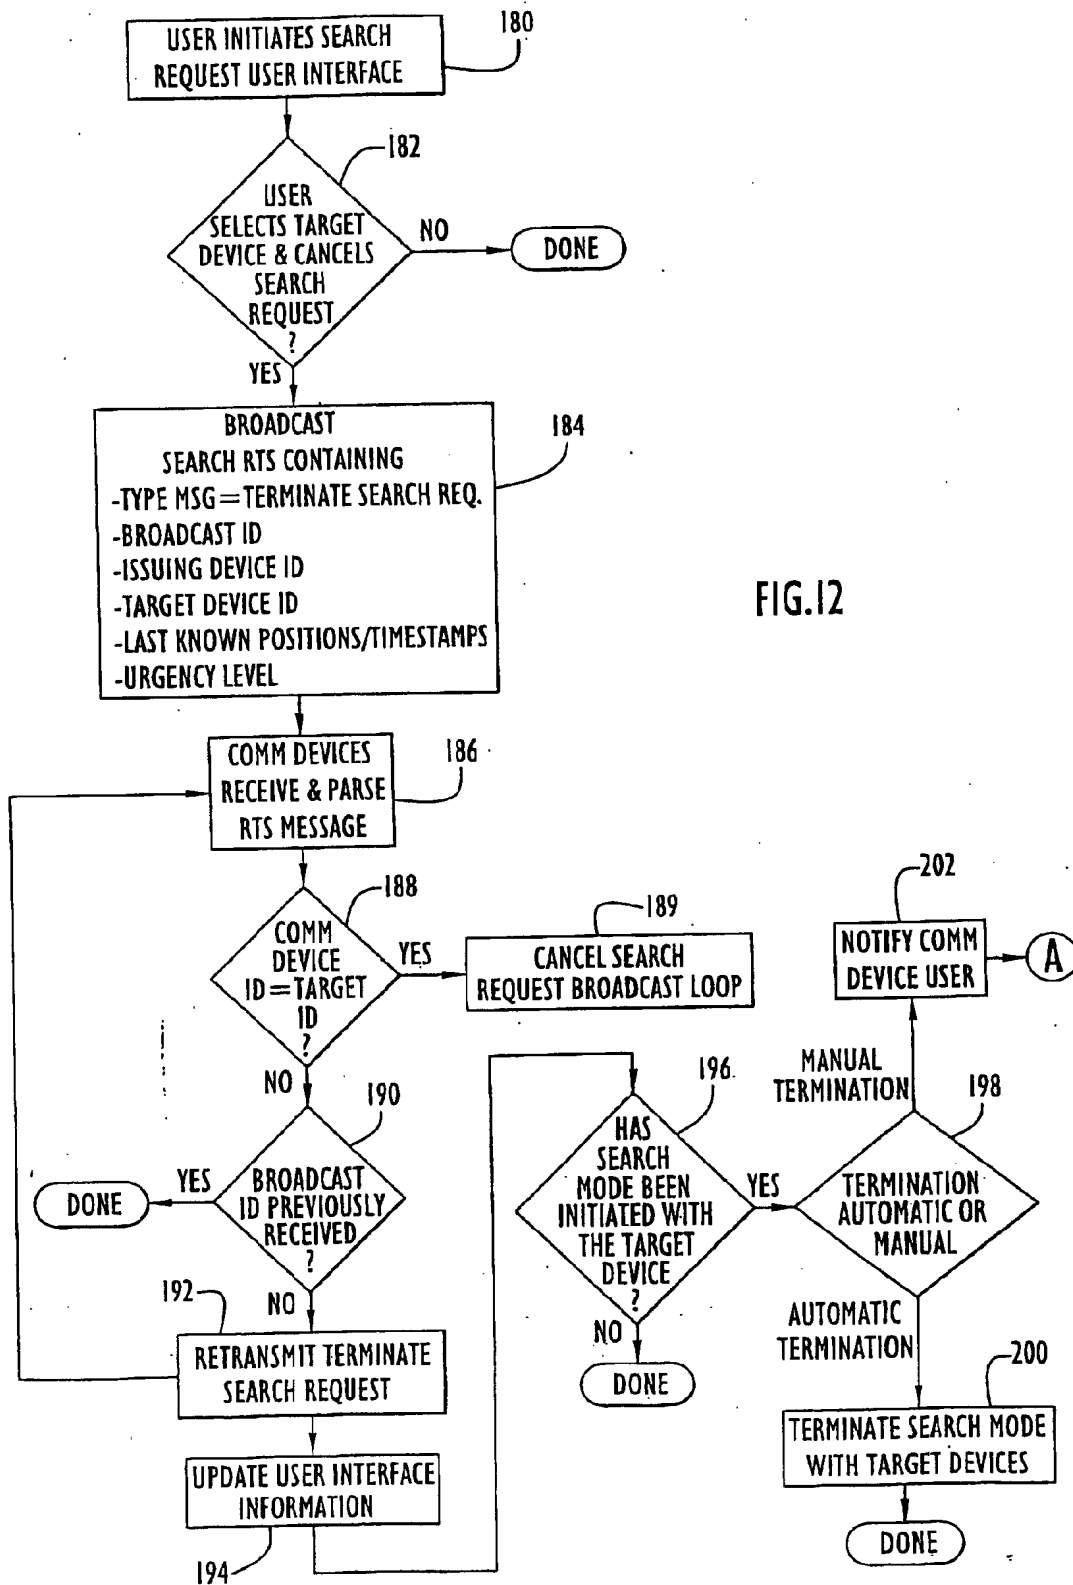 180
USER INITIATES SEARCH
REQUEST USER INTERFACE
182
USER
SELECTS TARGET
DEVICE & CANCELS
SEARCH
REQUEST
?
NO
DONE
YES
184
BROADCAST
SEARCH RTS CONTAINING
-TYPE MSG=TERMINATE SEARCH REQ.
-BROADCAST ID
-ISSUING DEVICE ID
-TARGET DEVICE ID
-LAST KNOWN POSITIONS/TIMESTAMPS
-URGENCY LEVEL
FIG.12
186
COMM DEVICES
RECEIVE & PARSE
RTS MESSAGE
188
COMM
DEVICE
ID=TARGET
ID
?
YES
189
CANCEL SEARCH
REQUEST BROADCAST LOOP
NO
190
BROADCAST
ID PREVIOUSLY
RECEIVED
?
YES
DONE
NO
192
RETRANSMIT TERMINATE
SEARCH REQUEST
UPDATE USER INTERFACE
INFORMATION
194
196
HAS
SEARCH
MODE BEEN
INITIATED WITH
THE TARGET
DEVICE
?
NO
DONE
YES
198
TERMINATION
AUTOMATIC OR
MANUAL
MANUAL
TERMINATION
202
NOTIFY COMM
DEVICE USER
A
AUTOMATIC
TERMINATION
200
TERMINATE SEARCH MODE
WITH TARGET DEVICES
DONE